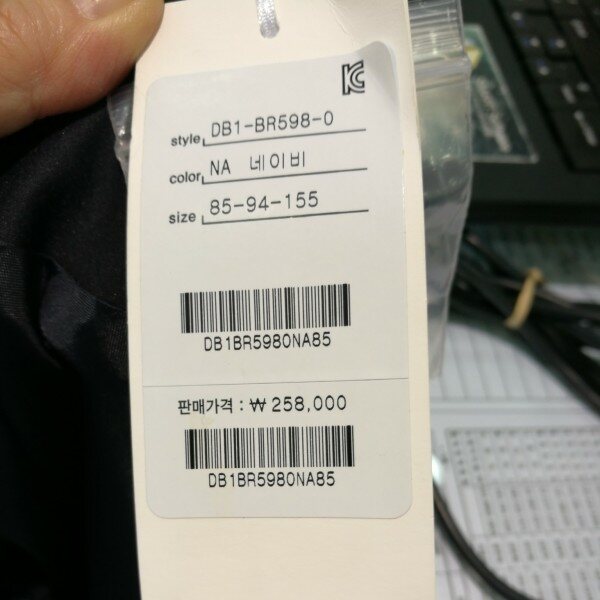 style DB1-BR598-0
color NA 네이비
size 85-94-155
DB1BR5980NA85
판매가격 : ₩ 258,000
DB1BR5980NA85